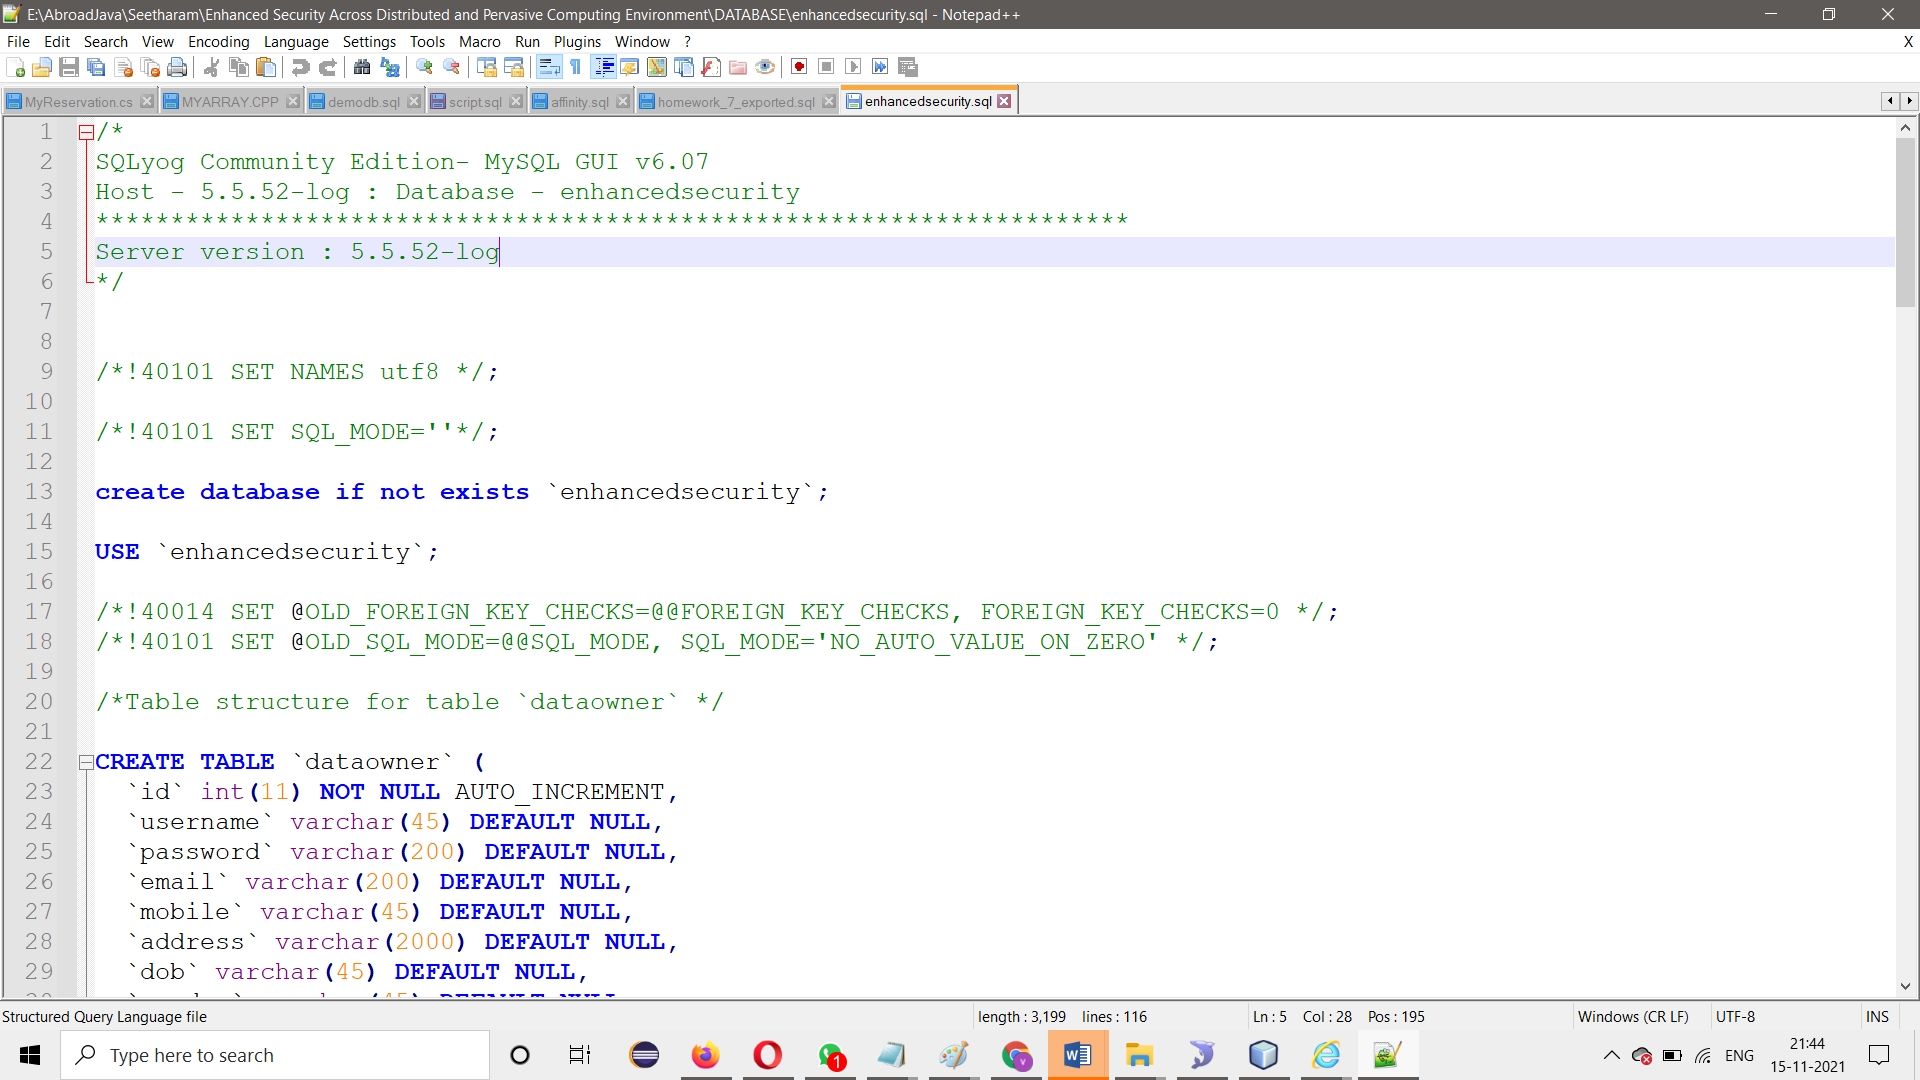 E:\AbroadJava\Seetharam\Enhanced Security Across Distributed and Pervasive Computing Environment\DATABASE\enhancedsecurity.sql - Notepad++
File Edit Search View Encoding Language Settings Tools Macro Run Plugins Window ? X
MyReservation.cs MYARRAY.CPP demodb.sql script.sql affinity.sql homework_7_exported.sql enhancedsecurity.sql
1 /*
2 SQLyog Community Edition- MySQL GUI v6.07
3 Host - 5.5.52-log : Database - enhancedsecurity
4 *********************************************************************
5 Server version : 5.5.52-log
6 */
7
8
9 /*!40101 SET NAMES utf8 */;
10
11 /*!40101 SET SQL_MODE=''*/;
12
13 create database if not exists `enhancedsecurity`;
14
15 USE `enhancedsecurity`;
16
17 /*!40014 SET @OLD_FOREIGN_KEY_CHECKS=@@FOREIGN_KEY_CHECKS, FOREIGN_KEY_CHECKS=0 */;
18 /*!40101 SET @OLD_SQL_MODE=@@SQL_MODE, SQL_MODE='NO_AUTO_VALUE_ON_ZERO' */;
19
20 /*Table structure for table `dataowner` */
21
22 CREATE TABLE `dataowner` (
23 `id` int(11) NOT NULL AUTO_INCREMENT,
24 `username` varchar(45) DEFAULT NULL,
25 `password` varchar(200) DEFAULT NULL,
26 `email` varchar(200) DEFAULT NULL,
27 `mobile` varchar(45) DEFAULT NULL,
28 `address` varchar(2000) DEFAULT NULL,
29 `dob` varchar(45) DEFAULT NULL,
Structured Query Language file length : 3,199 lines : 116 Ln : 5 Col : 28 Pos : 195 Windows (CR LF) UTF-8 INS
Type here to search 1 ENG 21:44
15-11-2021